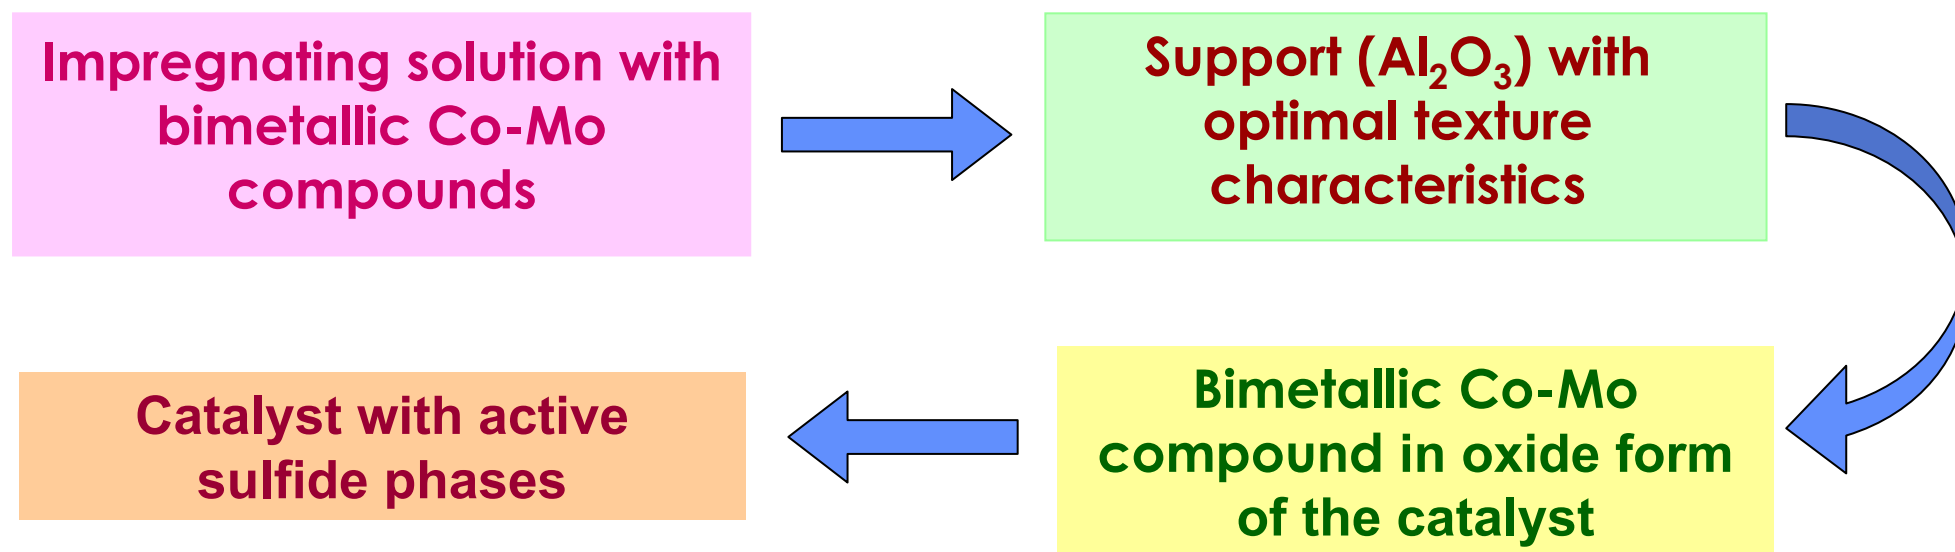 Impregnating solution with
bimetallic Co-Mo
compounds
Support (Al₂O₃) with
optimal texture
characteristics
Bimetallic Co-Mo
compound in oxide form
of the catalyst
Catalyst with active
sulfide phases